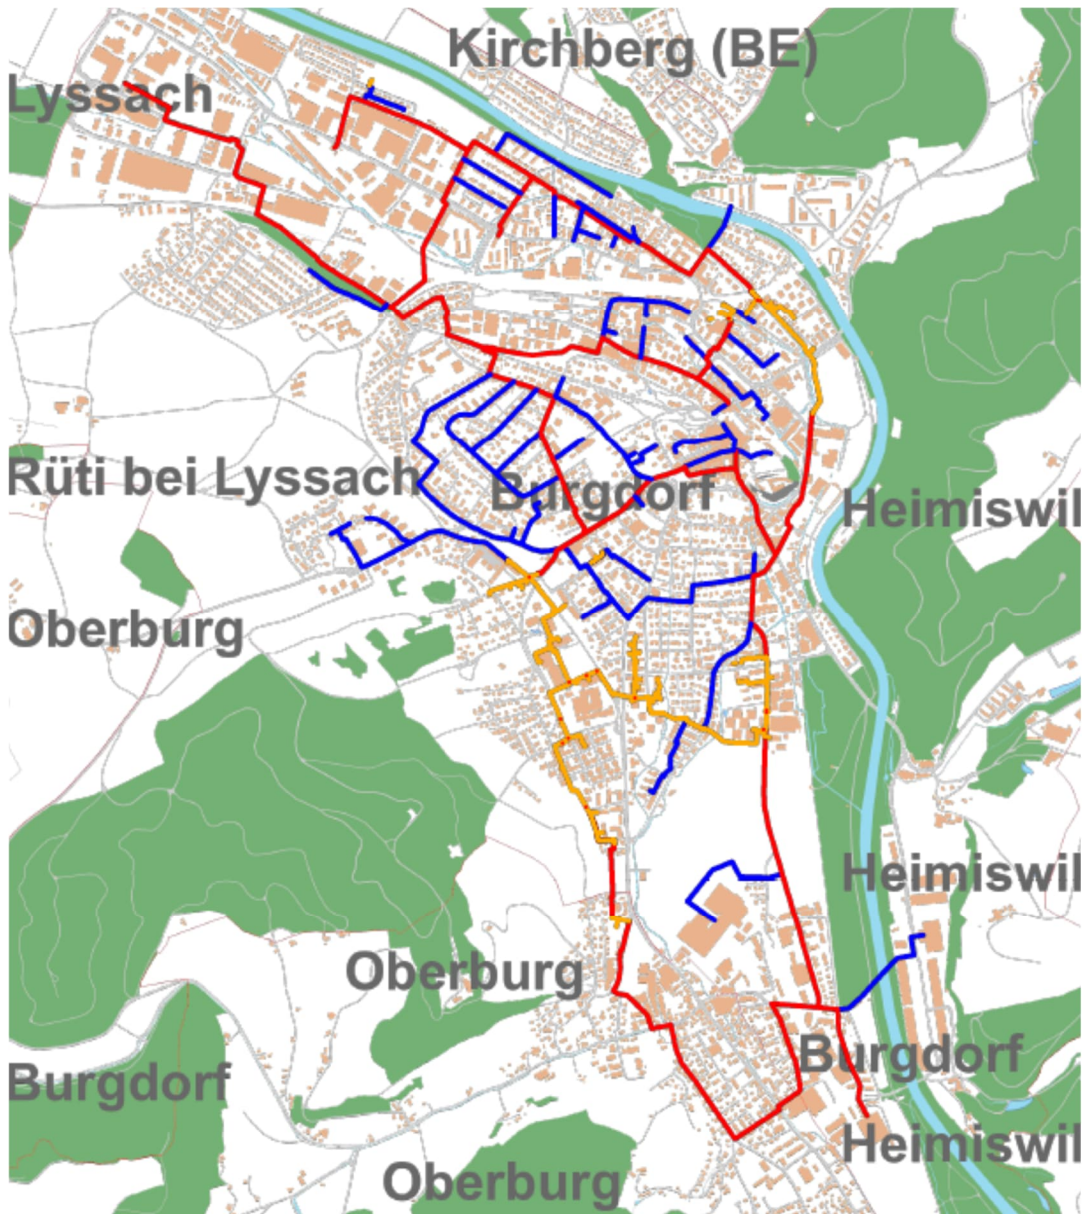 Kirchberg (BE)
Lyssach
Rüti bei Lyssach
Burgdorf
Heimiswil
Oberburg
Heimiswil
Oberburg
Burgdorf
Burgdorf
Heimiswil
Oberburg